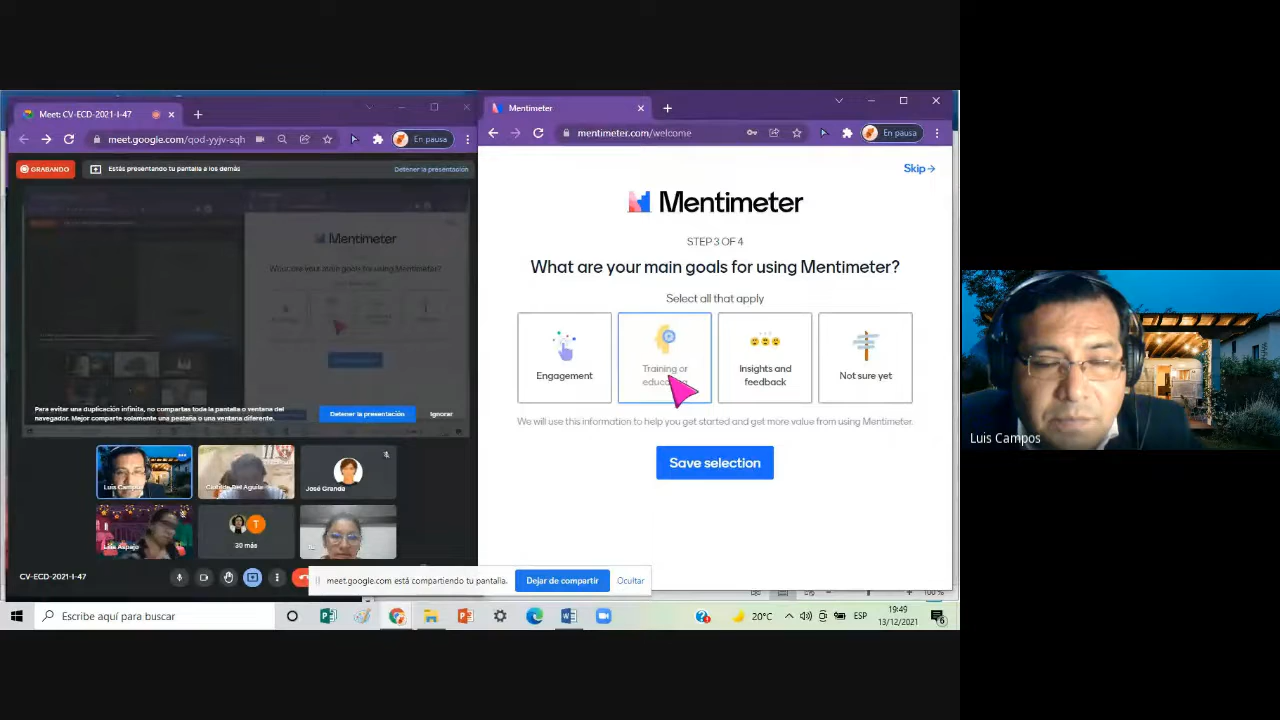 Meet: CV-ECD-2021-I-47
meet.google.com/qod-yyjv-sqh
En pausa
GRABANDO
Estás presentando tu pantalla a los demás
Detener la presentación
Mentimeter
What are your main goals for using Mentimeter?
Para evitar una duplicación infinita, no compartas toda la pantalla o ventana del
navegador. Mejor comparte solamente una pestaña o una ventana diferente.
Detener la presentación
Ignorar
Luis Campos
José Granda
30 más
T
Tú
CV-ECD-2021-I-47
Mentimeter
mentimeter.com/welcome
En pausa
Skip
Mentimeter
STEP 3 OF 4
What are your main goals for using Mentimeter?
Select all that apply
Engagement
Training or
Insights and
feedback
Not sure yet
We will use this information to help you get started and get more value from using Mentimeter.
Save selection
meet.google.com está compartiendo tu pantalla.
Dejar de compartir
Ocultar
100 %
Escribe aquí para buscar
20°C
ESP
19:49
13/12/2021
6
Luis Campos